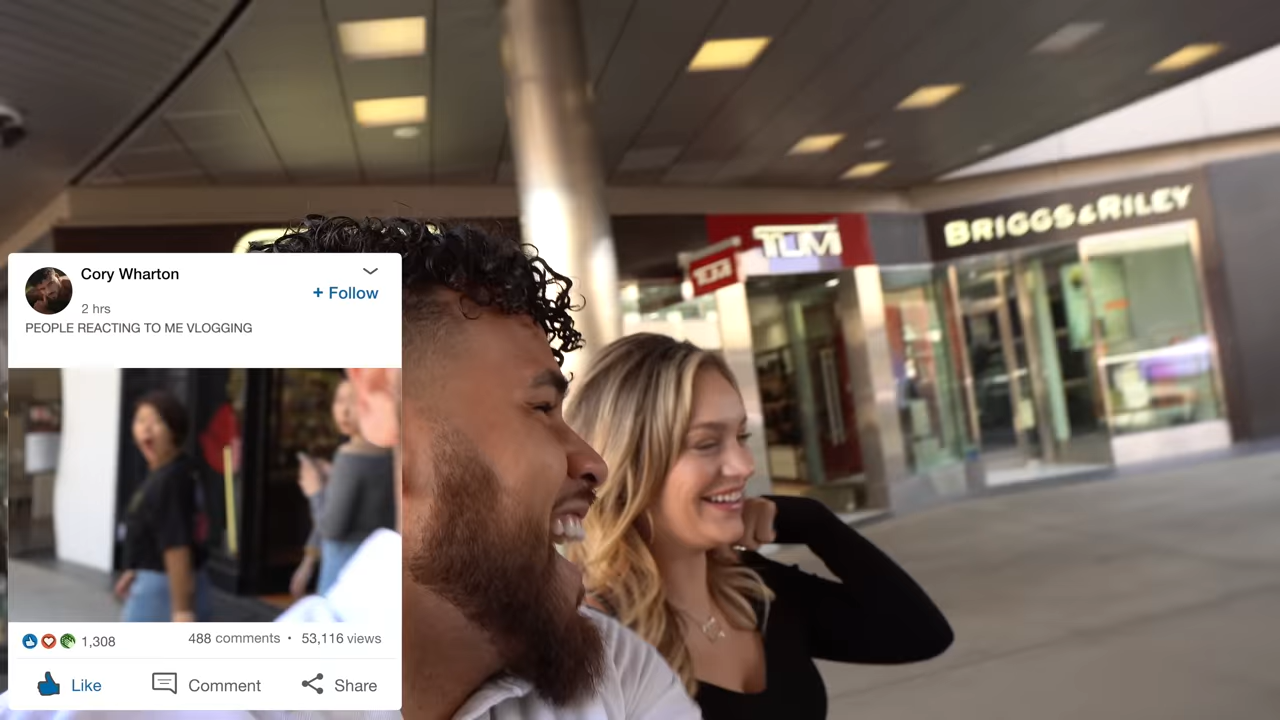 BRIGGS & RILEY
TUMI
TUMI
Cory Wharton
+ Follow
2 hrs
PEOPLE REACTING TO ME VLOGGING
1,308
488 comments • 53,116 views
Like
Comment
Share